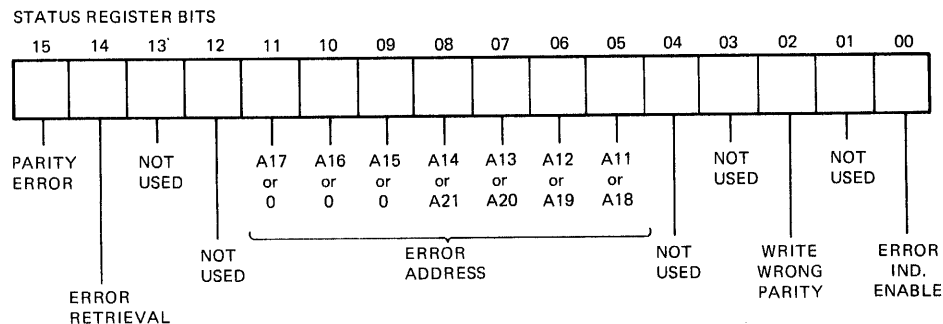 STATUS REGISTER BITS
15 14 13 12 11 10 09 08 07 06 05 04 03 02 01 00
PARITY ERROR
NOT USED
A17 or 0
A16 or 0
A15 or 0
A14 or A21
A13 or A20
A12 or A19
A11 or A18
NOT USED
NOT USED
NOT USED
ERROR ADDRESS
NOT USED
WRITE WRONG PARITY
ERROR IND. ENABLE
ERROR RETRIEVAL